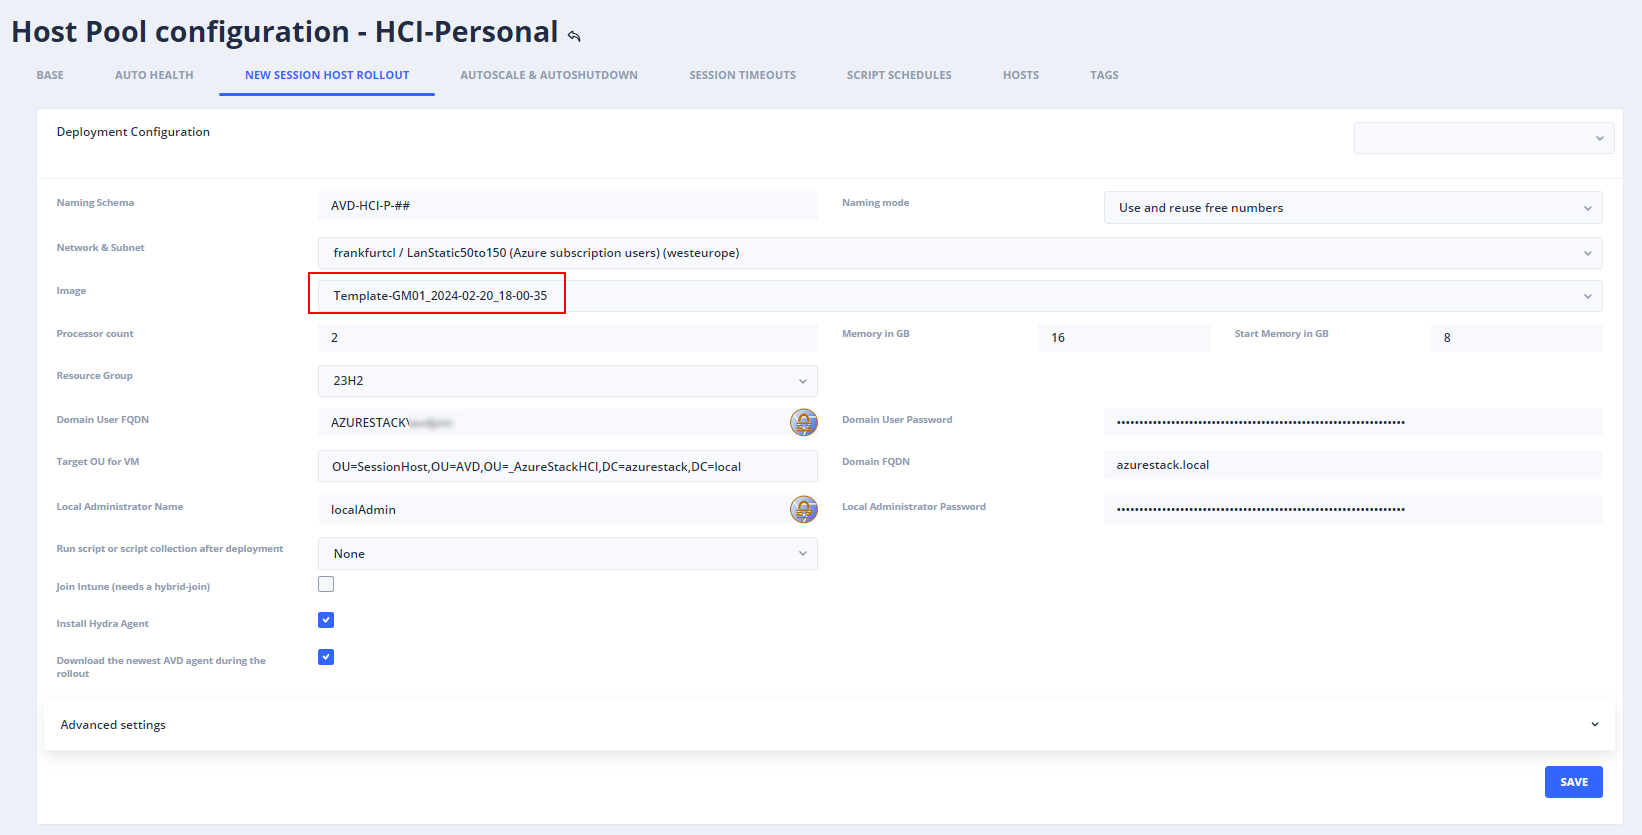 Host Pool configuration - HCI-Personal
BASE AUTO HEALTH NEW SESSION HOST ROLLOUT AUTOSCALE & AUTOSHUTDOWN SESSION TIMEOUTS SCRIPT SCHEDULES HOSTS TAGS
Deployment Configuration
Naming Schema AVD-HCI-P-## Naming mode Use and reuse free numbers
Network & Subnet frankfurtcl / LanStatic50to150 (Azure subscription users) (westeurope)
Image Template-GM01_2024-02-20_18-00-35
Processor count 2 Memory in GB 16 Start Memory in GB 8
Resource Group 23H2
Domain User FQDN AZURESTACK\ Domain User Password ••••••••••••••••••••••••••••••••••••••••••••••••••••••••••••••••
Target OU for VM OU=SessionHost,OU=AVD,OU=_AzureStackHCI,DC=azurestack,DC=local Domain FQDN azurestack.local
Local Administrator Name localAdmin Local Administrator Password ••••••••••••••••••••••••••••••••••••••••••••••••••••••••••••••••
Run script or script collection after deployment None
Join Intune (needs a hybrid-join)
Install Hydra Agent
Download the newest AVD agent during the
rollout
Advanced settings
SAVE